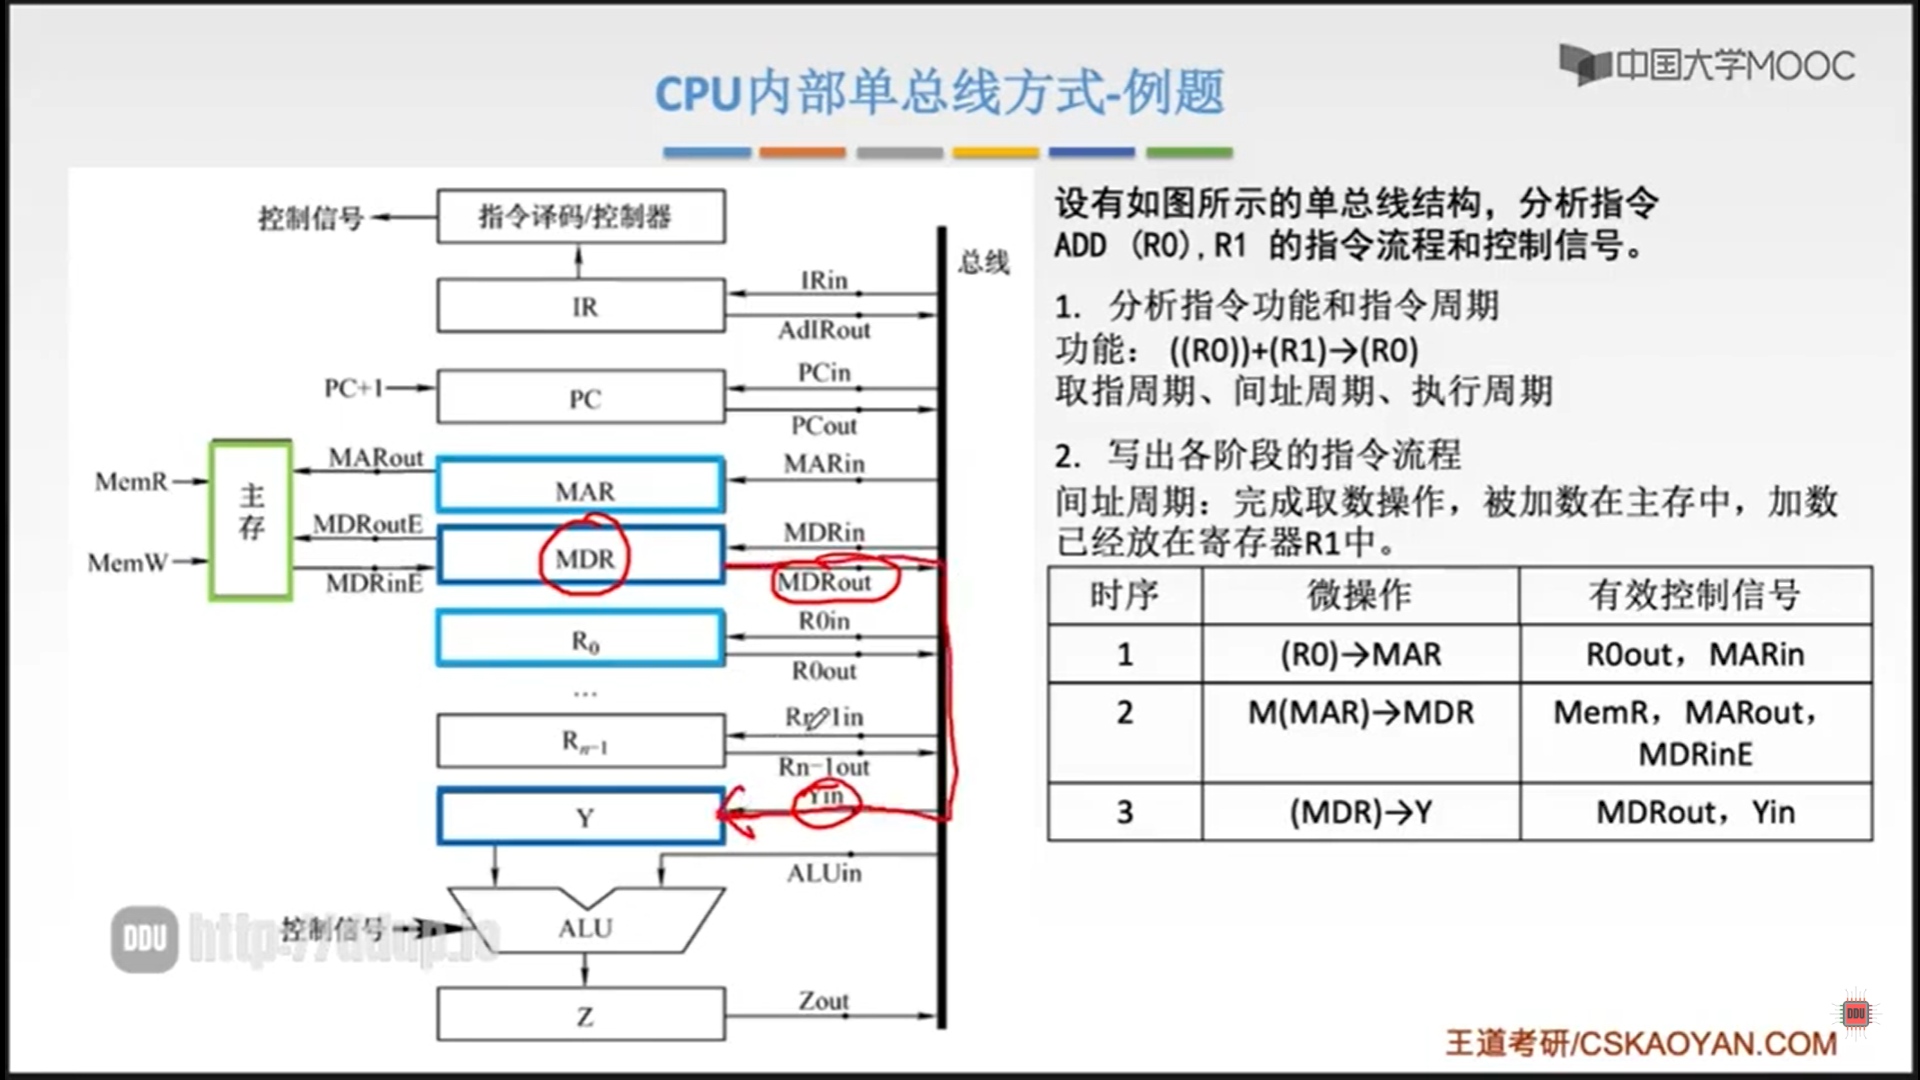 中国大学MOOC
CPU内部单总线方式-例题
控制信号
指令译码/控制器
总线
IRin
IR
AdIRout
PCin
PC+1
PC
PCout
MARout
MARin
MemR
主存
MAR
MDRoutE
MDRin
MDR
MemW
MDRinE
MDRout
R0in
R0
R0out
...
Rn-1in
Rn-1
Rn-1out
Yin
Y
ALUin
控制信号
ALU
Zout
Z
设有如图所示的单总线结构，分析指令
ADD (R0),R1 的指令流程和控制信号。
1. 分析指令功能和指令周期
功能： ((R0))+(R1)→(R0)
取指周期、间址周期、执行周期
2. 写出各阶段的指令流程
间址周期：完成取数操作，被加数在主存中，加数
已经放在寄存器R1中。
时序 微操作 有效控制信号
1 (R0)→MAR R0out，MARin
2 M(MAR)→MDR MemR，MARout，
MDRinE
3 (MDR)→Y MDRout，Yin
DDU http://ddup.io
DDU
王道考研/CSKAOYAN.COM